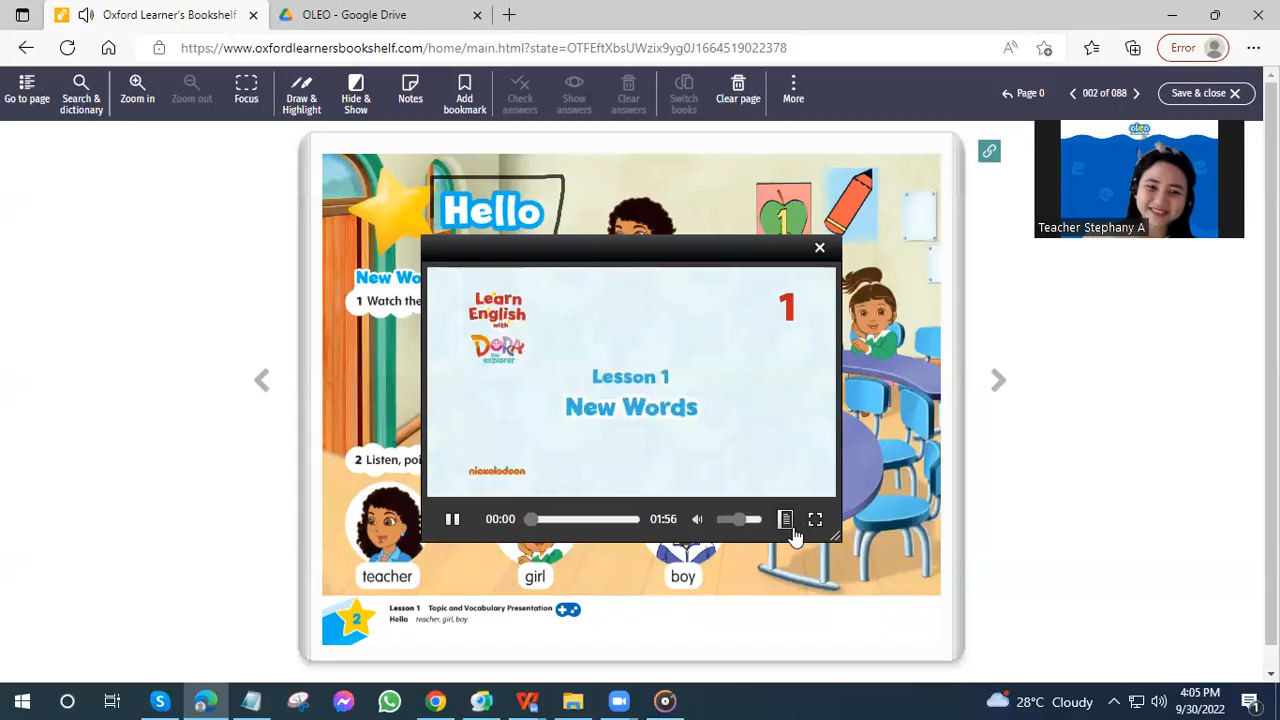 Oxford Learner's Bookshelf
OLEO - Google Drive
https://www.oxfordlearnersbookshelf.com/home/main.html?state=OTFEftXbsUWzix9yg0J1664519022378
Error
Go to page
Search & dictionary
Zoom in
Zoom out
Focus
Draw & Highlight
Hide & Show
Notes
Add bookmark
Check answers
Show answers
Clear answers
Switch books
Clear page
More
Page 0
002 of 088
Save & close
oleo
Teacher Stephany A
Hello
1
New Wo
1 Watch the
Learn
English
with
DORA
the explorer
1
Lesson 1
New Words
nickelodeon
00:00
01:56
2 Listen, poi
teacher
girl
boy
2
Lesson 1 Topic and Vocabulary Presentation
Hello teacher, girl, boy
28°C Cloudy
4:05 PM
9/30/2022
1